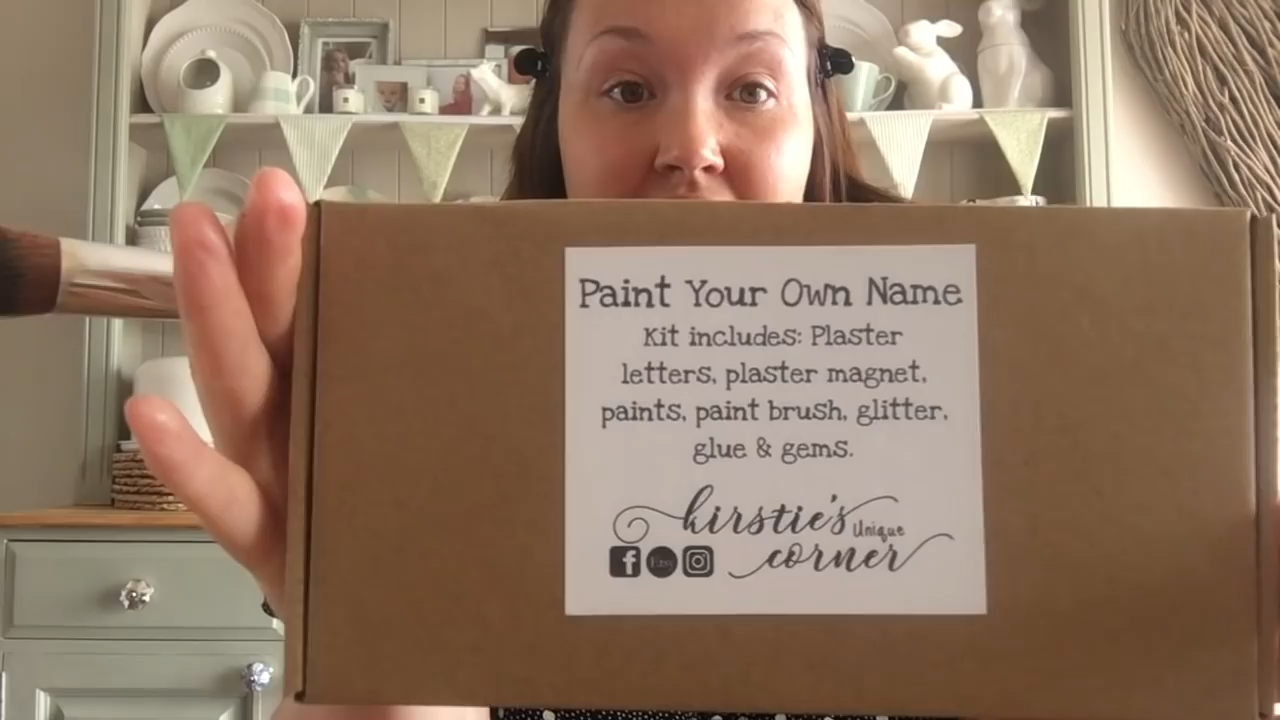 Paint Your Own Name
Kit includes: Plaster
letters, plaster magnet,
paints, paint brush, glitter,
glue & gems.
kirstie's Unique
Etsy corner